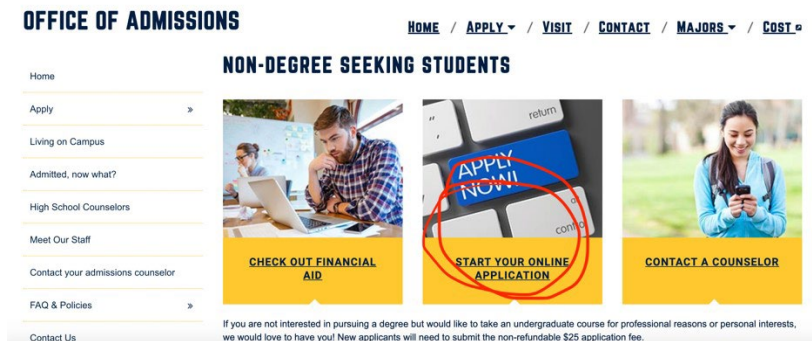 OFFICE OF ADMISSIONS
HOME / APPLY / VISIT / CONTACT / MAJORS / COST
Home
Apply »
Living on Campus
Admitted, now what?
High School Counselors
Meet Our Staff
Contact your admissions counselor
FAQ & Policies »
Contact Us
NON-DEGREE SEEKING STUDENTS
return
APPLY
NOW!
CHECK OUT FINANCIAL
AID
START YOUR ONLINE
APPLICATION
CONTACT A COUNSELOR
If you are not interested in pursuing a degree but would like to take an undergraduate course for professional reasons or personal interests,
we would love to have you! New applicants will need to submit the non-refundable $25 application fee.